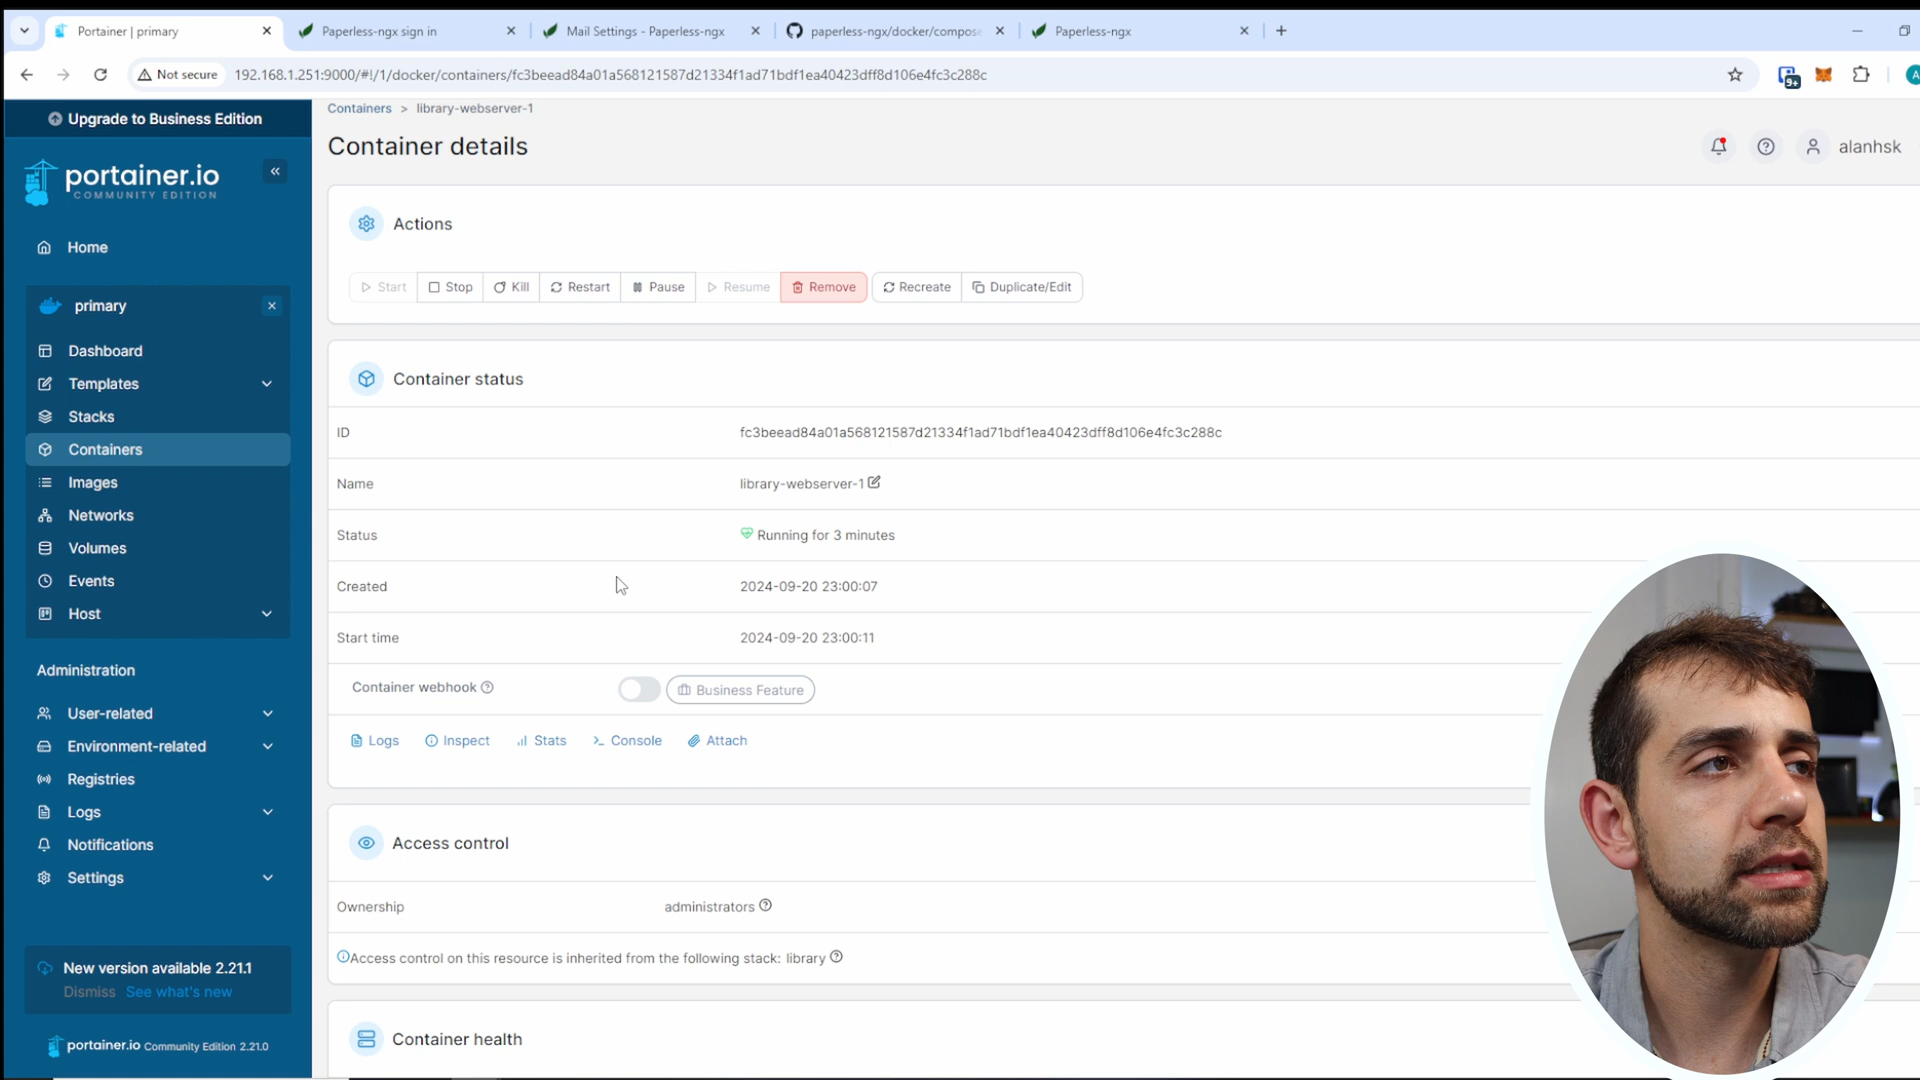 Portainer | primary
Paperless-ngx sign in
Mail Settings - Paperless-ngx
paperless-ngx/docker/compose
Paperless-ngx
Not secure
192.168.1.251:9000/#!/1/docker/containers/fc3beead84a01a568121587d21334f1ad71bdf1ea40423dff8d106e4fc3c288c
9+
A
Upgrade to Business Edition
portainer.io
COMMUNITY EDITION
Home
primary
Dashboard
Templates
Stacks
Containers
Images
Networks
Volumes
Events
Host
Administration
User-related
Environment-related
Registries
Logs
Notifications
Settings
New version available 2.21.1
Dismiss See what's new
portainer.io Community Edition 2.21.0
Containers > library-webserver-1
Container details
alanhsk
Actions
Start Stop Kill Restart Pause Resume Remove Recreate Duplicate/Edit
Container status
ID fc3beead84a01a568121587d21334f1ad71bdf1ea40423dff8d106e4fc3c288c
Name library-webserver-1
Status Running for 3 minutes
Created 2024-09-20 23:00:07
Start time 2024-09-20 23:00:11
Container webhook Business Feature
Logs Inspect Stats Console Attach
Access control
Ownership administrators
Access control on this resource is inherited from the following stack: library
Container health